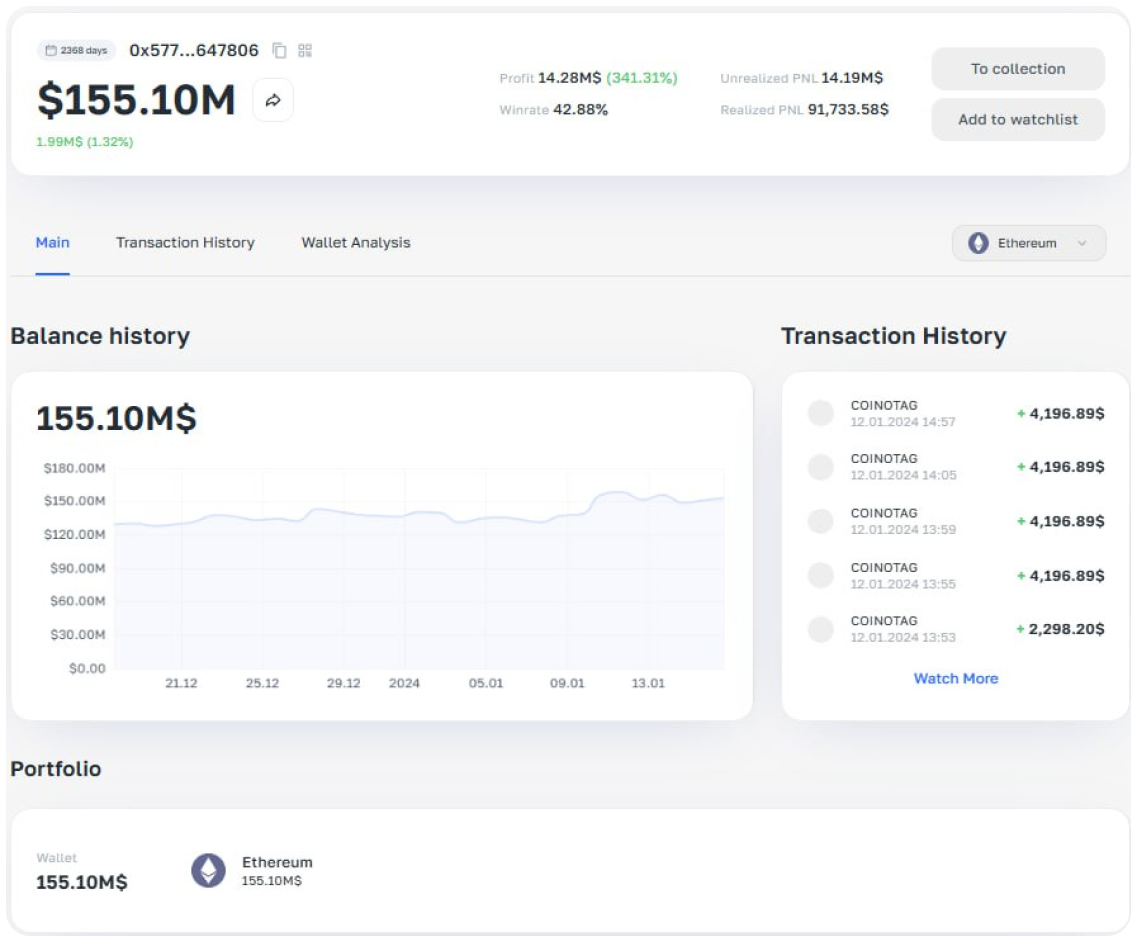 2368 days 0x577...647806
$155.10M
1.99M$ (1.32%)
Profit 14.28M$ (341.31%)
Winrate 42.88%
Unrealized PNL 14.19M$
Realized PNL 91,733.58$
To collection
Add to watchlist
Main Transaction History Wallet Analysis
Ethereum
Balance history
155.10M$
$180.00M
$150.00M
$120.00M
$90.00M
$60.00M
$30.00M
$0.00
21.12 25.12 29.12 2024 05.01 09.01 13.01
Transaction History
COINOTAG
12.01.2024 14:57
+ 4,196.89$
COINOTAG
12.01.2024 14:05
+ 4,196.89$
COINOTAG
12.01.2024 13:59
+ 4,196.89$
COINOTAG
12.01.2024 13:55
+ 4,196.89$
COINOTAG
12.01.2024 13:53
+ 2,298.20$
Watch More
Portfolio
Wallet
155.10M$
Ethereum
155.10M$